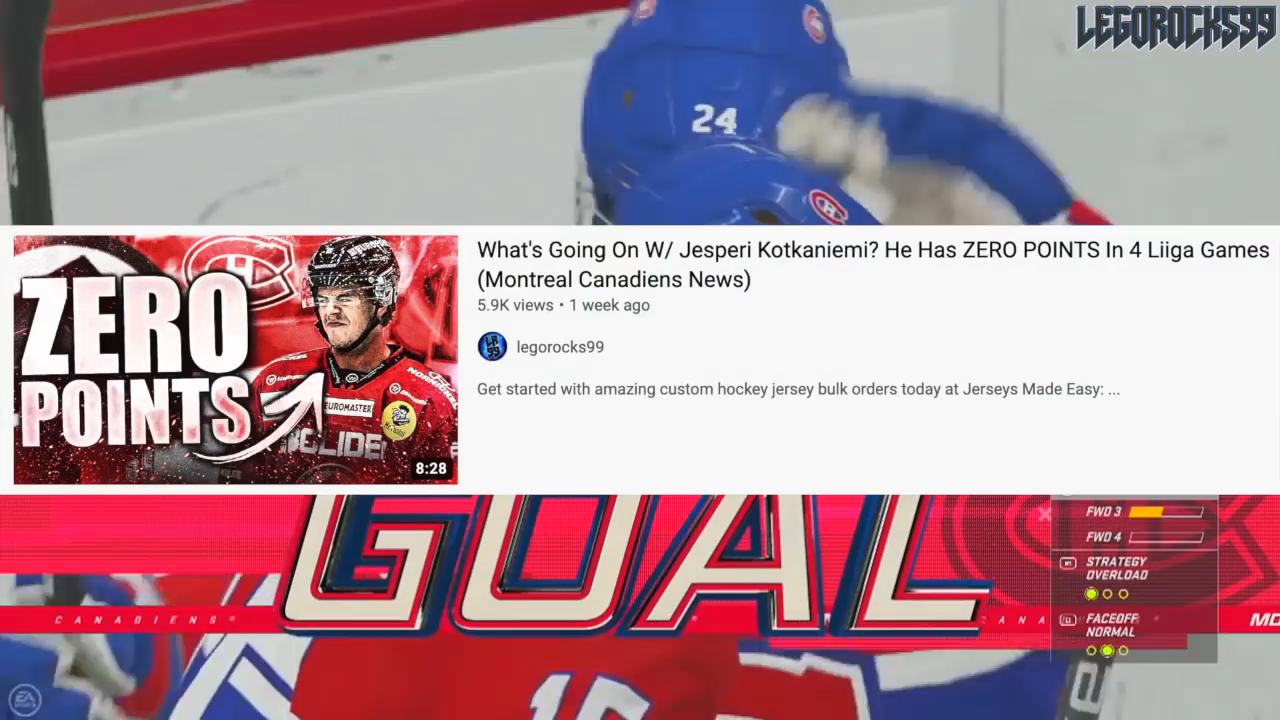 LEGOROCKS99
24
What's Going On W/ Jesperi Kotkaniemi? He Has ZERO POINTS In 4 Liiga Games
(Montreal Canadiens News)
5.9K views • 1 week ago
legorocks99
Get started with amazing custom hockey jersey bulk orders today at Jerseys Made Easy: ...
ZERO
POINTS
EUROMASTER
8:28
GOAL
FWD 3
FWD 4
STRATEGY
OVERLOAD
FACEOFF
NORMAL
CANADIENS
EA
SPORTS